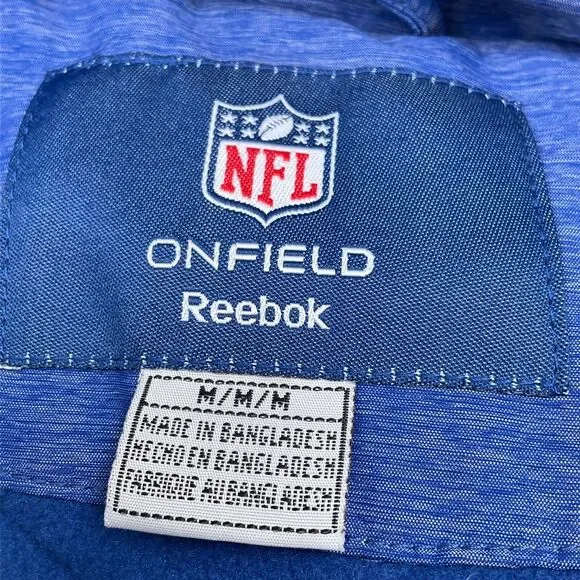 NFL
ONFIELD
Reebok
M/M/M
MADE IN BANGLADESH
HECHO EN BANGLADESH
FABRIQUE AU BANGLADESH